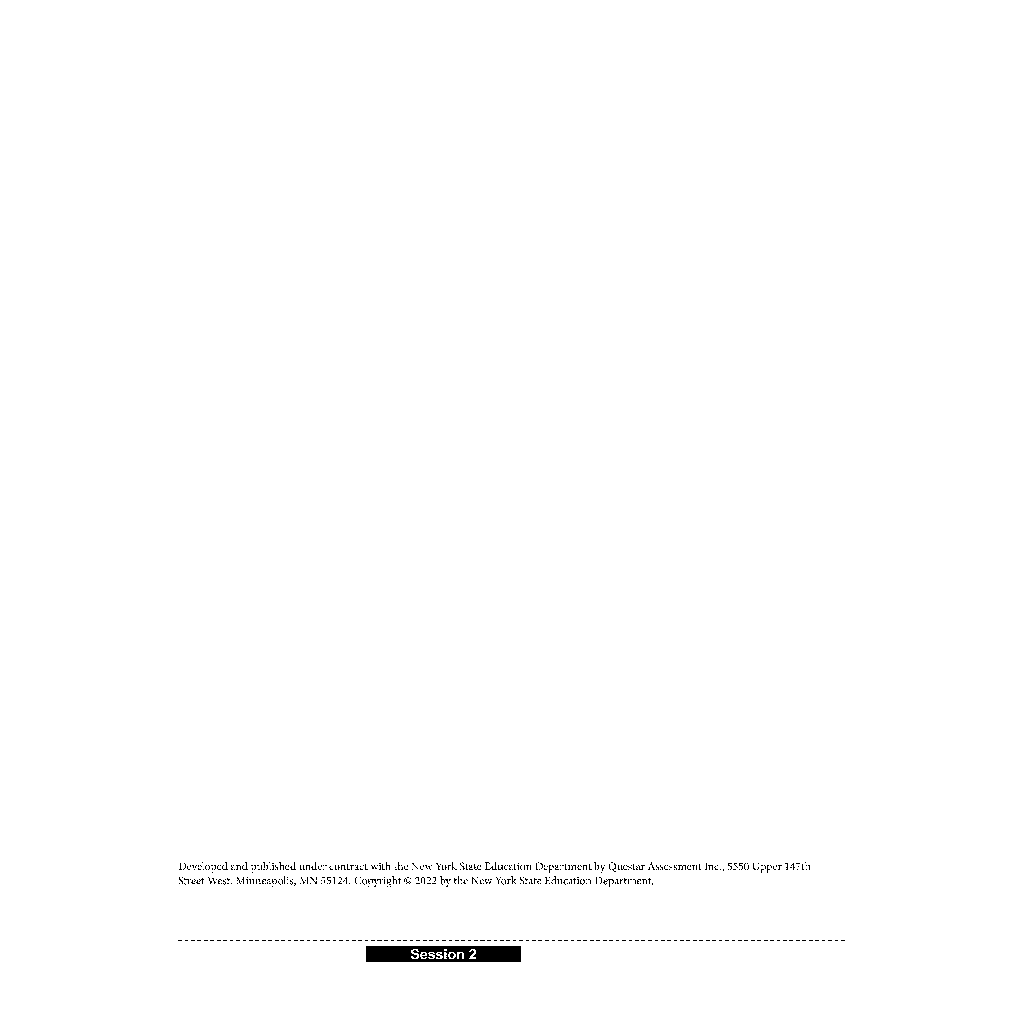 Developed and published under contract with the New York State Education Department by Questar Assessment Inc., 5550 Upper 147th
Street West, Minneapolis, MN 55124. Copyright © 2022 by the New York State Education Department.
Session 2